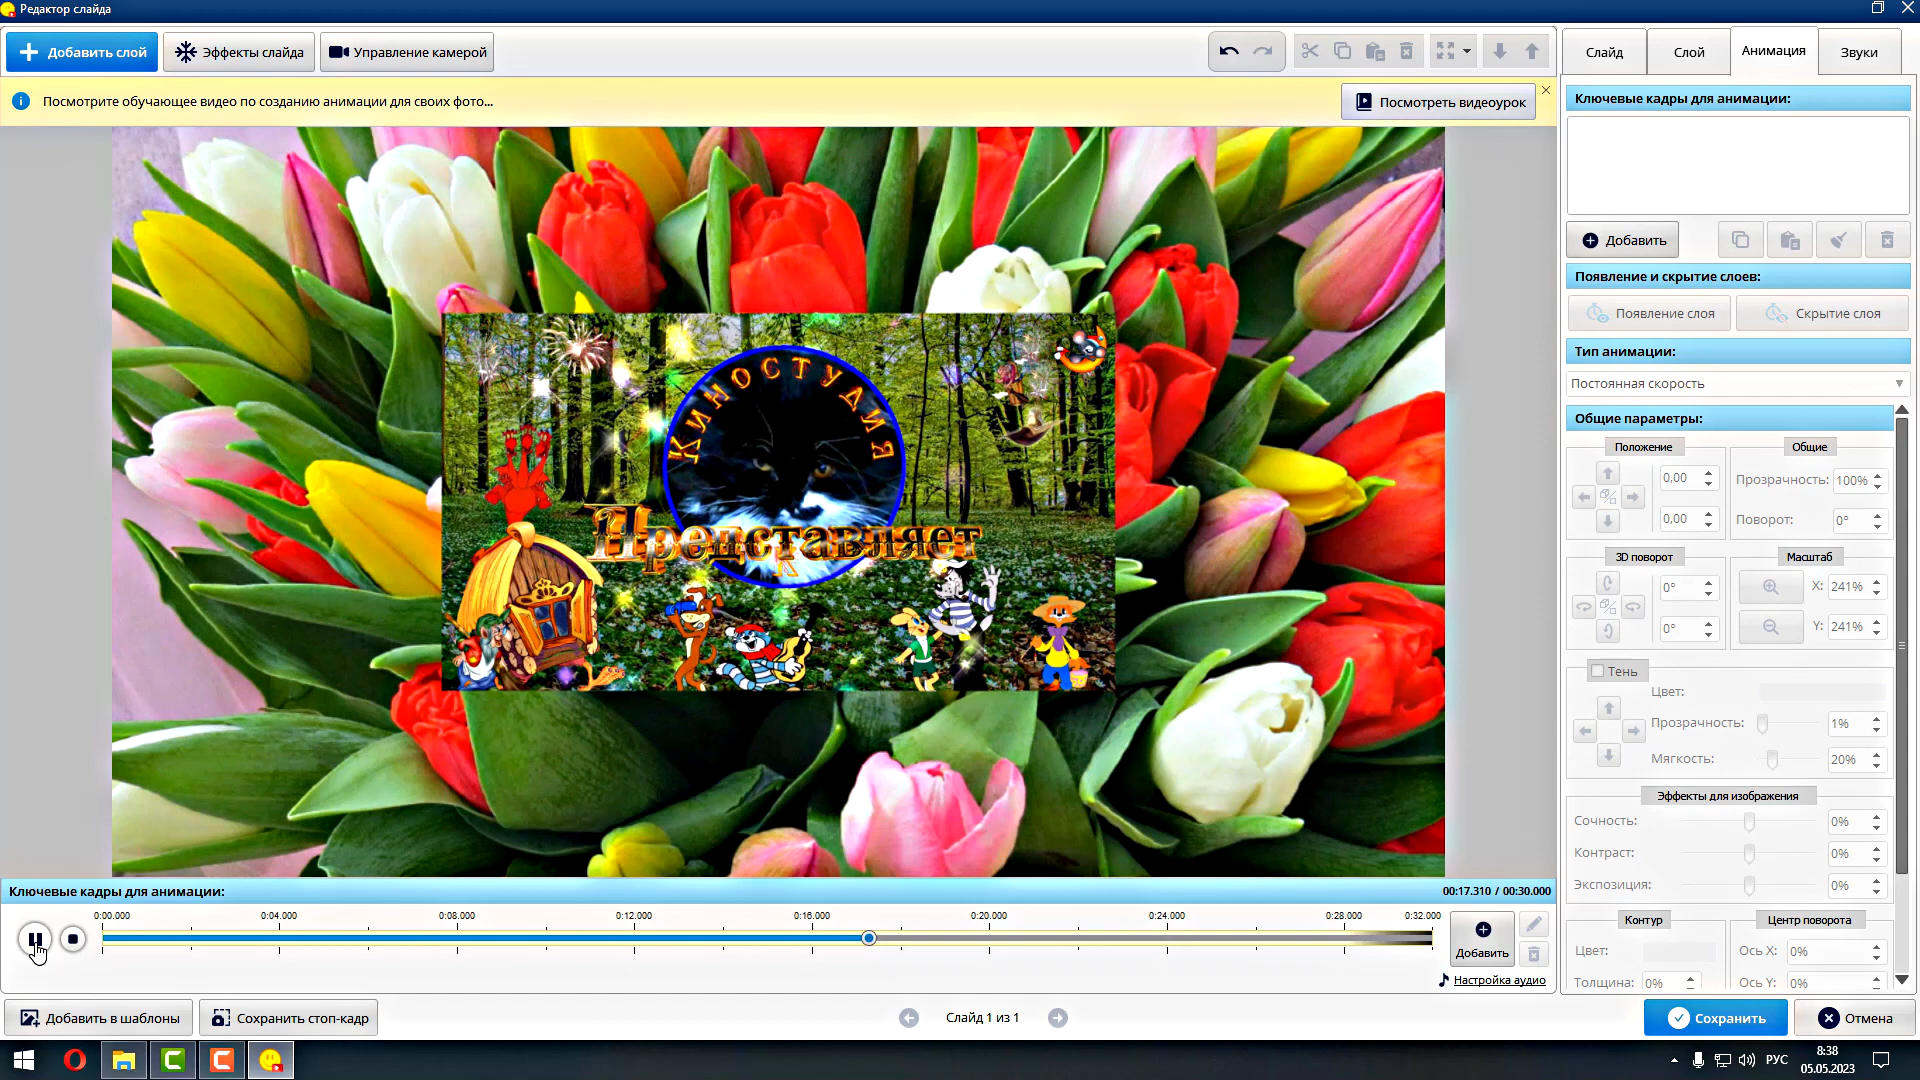 Редактор слайда
Добавить слой
Эффекты слайда
Управление камерой
Слайд
Слой
Анимация
Звуки
Посмотрите обучающее видео по созданию анимации для своих фото...
Посмотреть видеоурок
Ключевые кадры для анимации:
Добавить
Появление и скрытие слоев:
Появление слоя
Скрытие слоя
Тип анимации:
Постоянная скорость
Общие параметры:
Положение
Общие
0,00
Прозрачность: 100%
0,00
Поворот: 0°
3D поворот
Масштаб
0°
X: 241%
0°
Y: 241%
Тень
Цвет:
Прозрачность: 1%
Мягкость: 20%
Эффекты для изображения
Сочность: 0%
Контраст: 0%
Экспозиция: 0%
Контур
Центр поворота
Цвет:
Ось X: 0%
Толщина: 0%
Ось Y: 0%
КИНОСТУДИЯ
Представляет
К
Ключевые кадры для анимации:
00:17.310 / 00:30.000
0:00.000
0:04.000
0:08.000
0:12.000
0:16.000
0:20.000
0:24.000
0:28.000
0:32.000
Добавить
Настройка аудио
Добавить в шаблоны
Сохранить стоп-кадр
Слайд 1 из 1
Сохранить
Отмена
РУС
8:38
05.05.2023